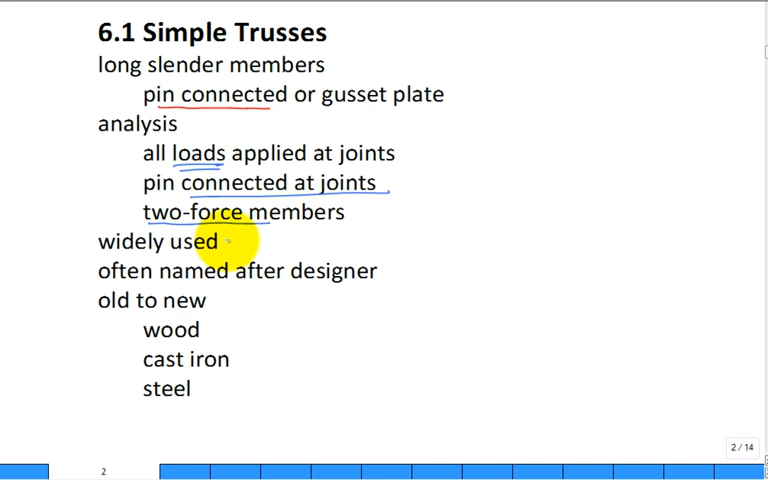 6.1 Simple Trusses
long slender members
pin connected or gusset plate
analysis
all loads applied at joints
pin connected at joints
two-force members
widely used
often named after designer
old to new
wood
cast iron
steel
2 / 14
2